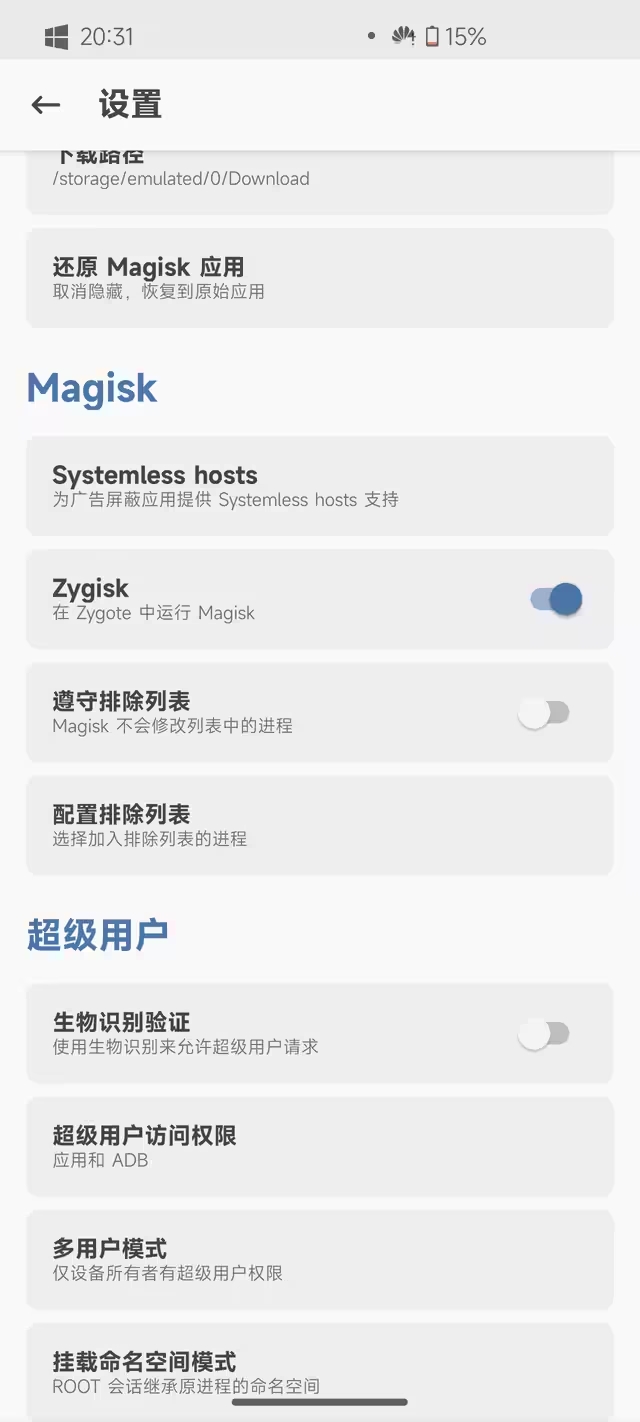 20:31
15%
设置
下载路径
/storage/emulated/0/Download
还原 Magisk 应用
取消隐藏，恢复到原始应用
Magisk
Systemless hosts
为广告屏蔽应用提供 Systemless hosts 支持
Zygisk
在 Zygote 中运行 Magisk
遵守排除列表
Magisk 不会修改列表中的进程
配置排除列表
选择加入排除列表的进程
超级用户
生物识别验证
使用生物识别来允许超级用户请求
超级用户访问权限
应用和 ADB
多用户模式
仅设备所有者有超级用户权限
挂载命名空间模式
ROOT 会话继承原进程的命名空间